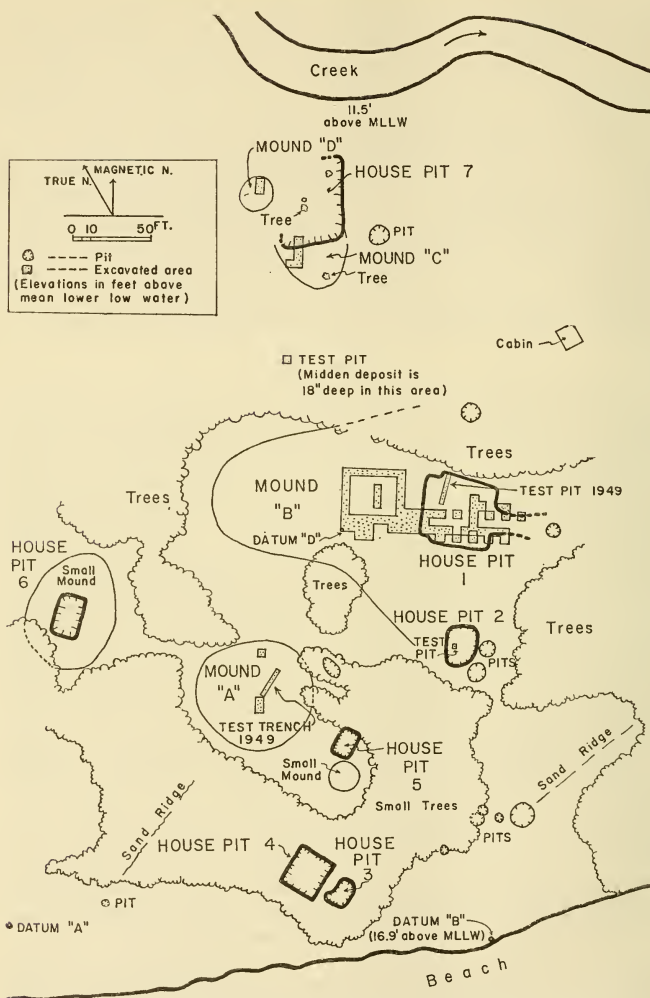 Creek
11.5'
above MLLW
MOUND "D"
HOUSE PIT 7
Tree
PIT
MOUND "C"
Tree
MAGNETIC N.
TRUE N.
0 10 50 FT.
---- Pit
---- Excavated area
(Elevations in feet above
mean lower low water)
Cabin
TEST PIT
(Midden deposit is
18" deep in this area)
Trees
Trees
MOUND
"B"
TEST PIT 1949
DATUM "D"
HOUSE PIT
1
HOUSE
PIT
6
Small
Mound
Trees
HOUSE PIT 2
TEST
PIT
PITS
Trees
MOUND
"A"
TEST TRENCH
1949
HOUSE
PIT
5
Small
Mound
Small Trees
Sand Ridge
Sand Ridge
PITS
HOUSE PIT 4
HOUSE
PIT
3
PIT
DATUM "A"
DATUM "B"
(16.9' above MLLW)
Beach